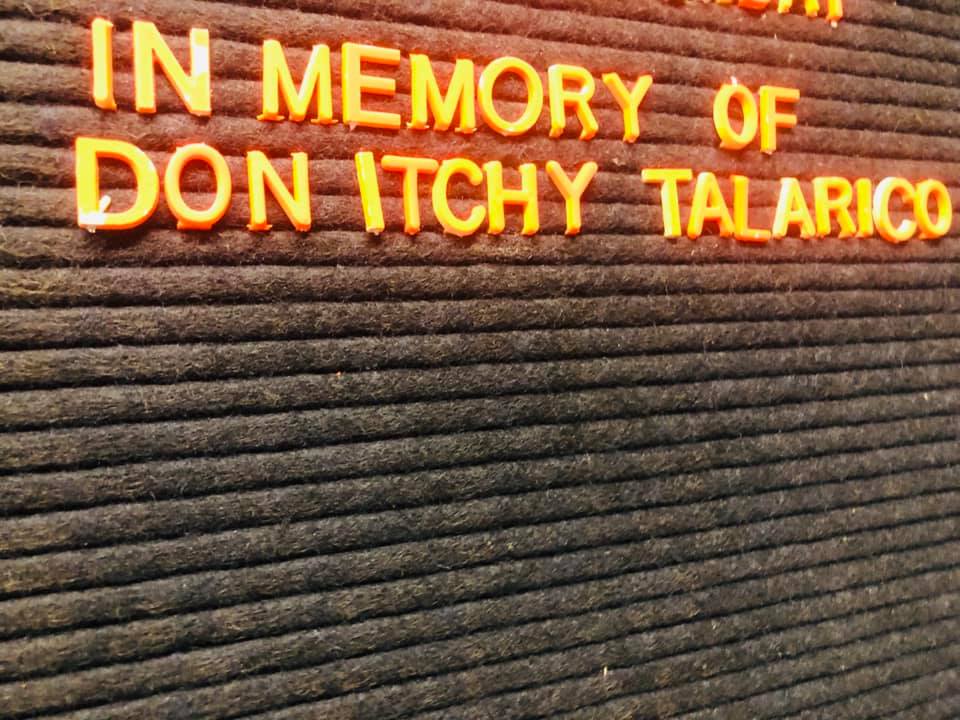 IN MEMORY OF
DON ITCHY TALARICO